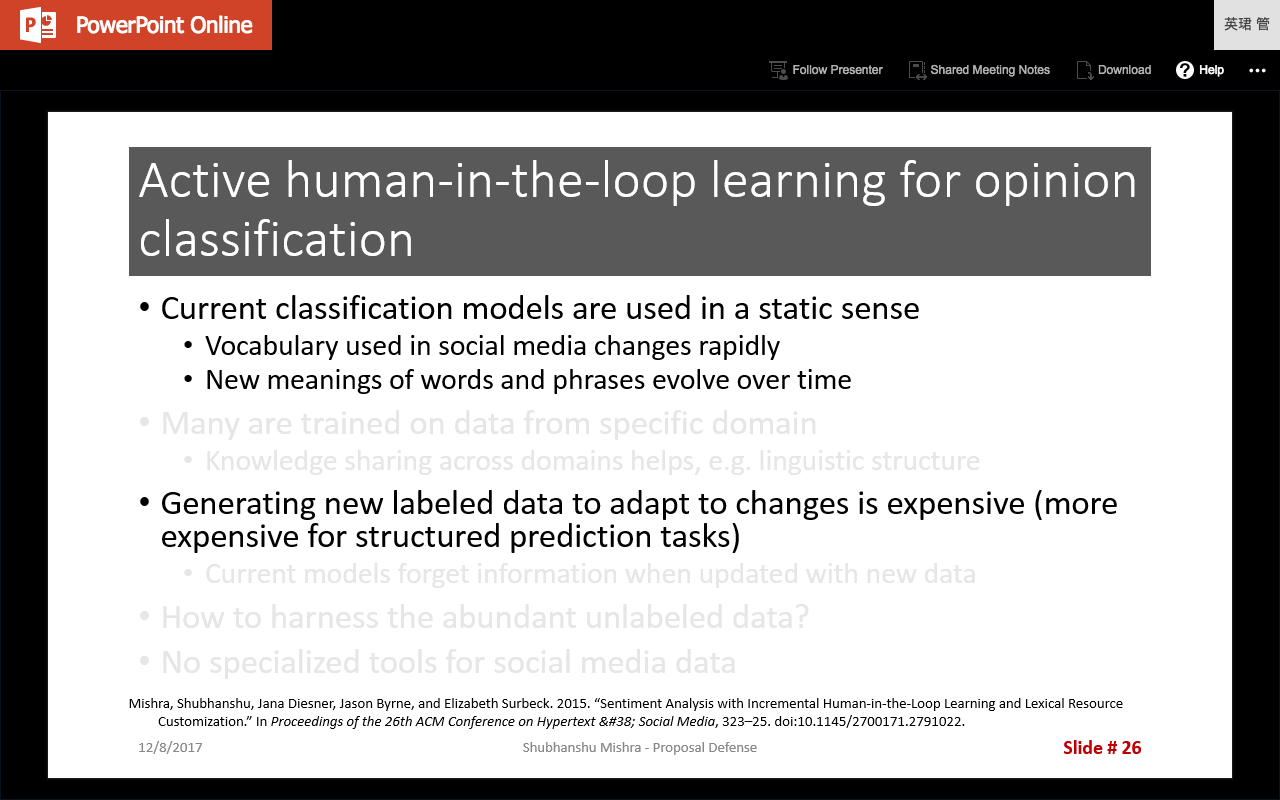 PowerPoint Online
英珺 管
Follow Presenter
Shared Meeting Notes
Download
Help
Active human-in-the-loop learning for opinion
classification
• Current classification models are used in a static sense
• Vocabulary used in social media changes rapidly
• New meanings of words and phrases evolve over time
• Many are trained on data from specific domain
• Knowledge sharing across domains helps, e.g. linguistic structure
• Generating new labeled data to adapt to changes is expensive (more
expensive for structured prediction tasks)
• Current models forget information when updated with new data
• How to harness the abundant unlabeled data?
• No specialized tools for social media data
Mishra, Shubhanshu, Jana Diesner, Jason Byrne, and Elizabeth Surbeck. 2015. “Sentiment Analysis with Incremental Human-in-the-Loop Learning and Lexical Resource
Customization.” In Proceedings of the 26th ACM Conference on Hypertext &#38; Social Media, 323–25. doi:10.1145/2700171.2791022.
12/8/2017
Shubhanshu Mishra - Proposal Defense
Slide # 26